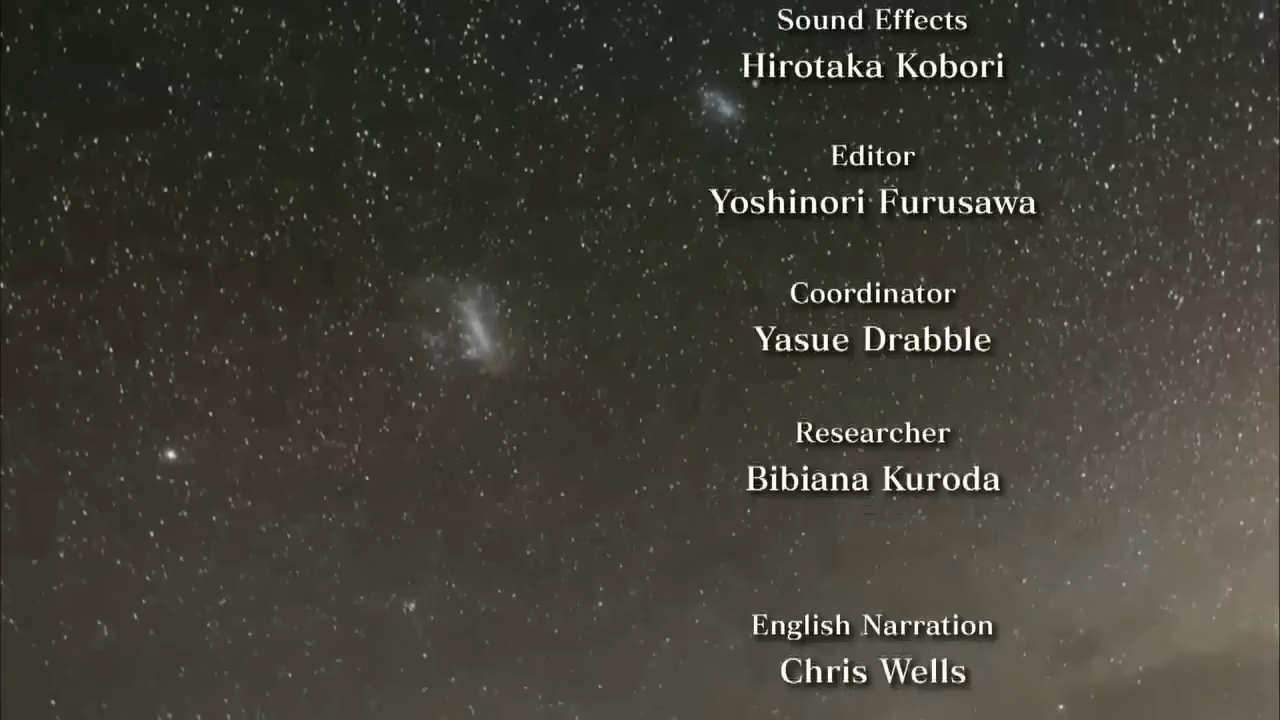 Sound Effects
Hirotaka Kobori
Editor
Yoshinori Furusawa
Coordinator
Yasue Drabble
Researcher
Bibiana Kuroda
English Narration
Chris Wells